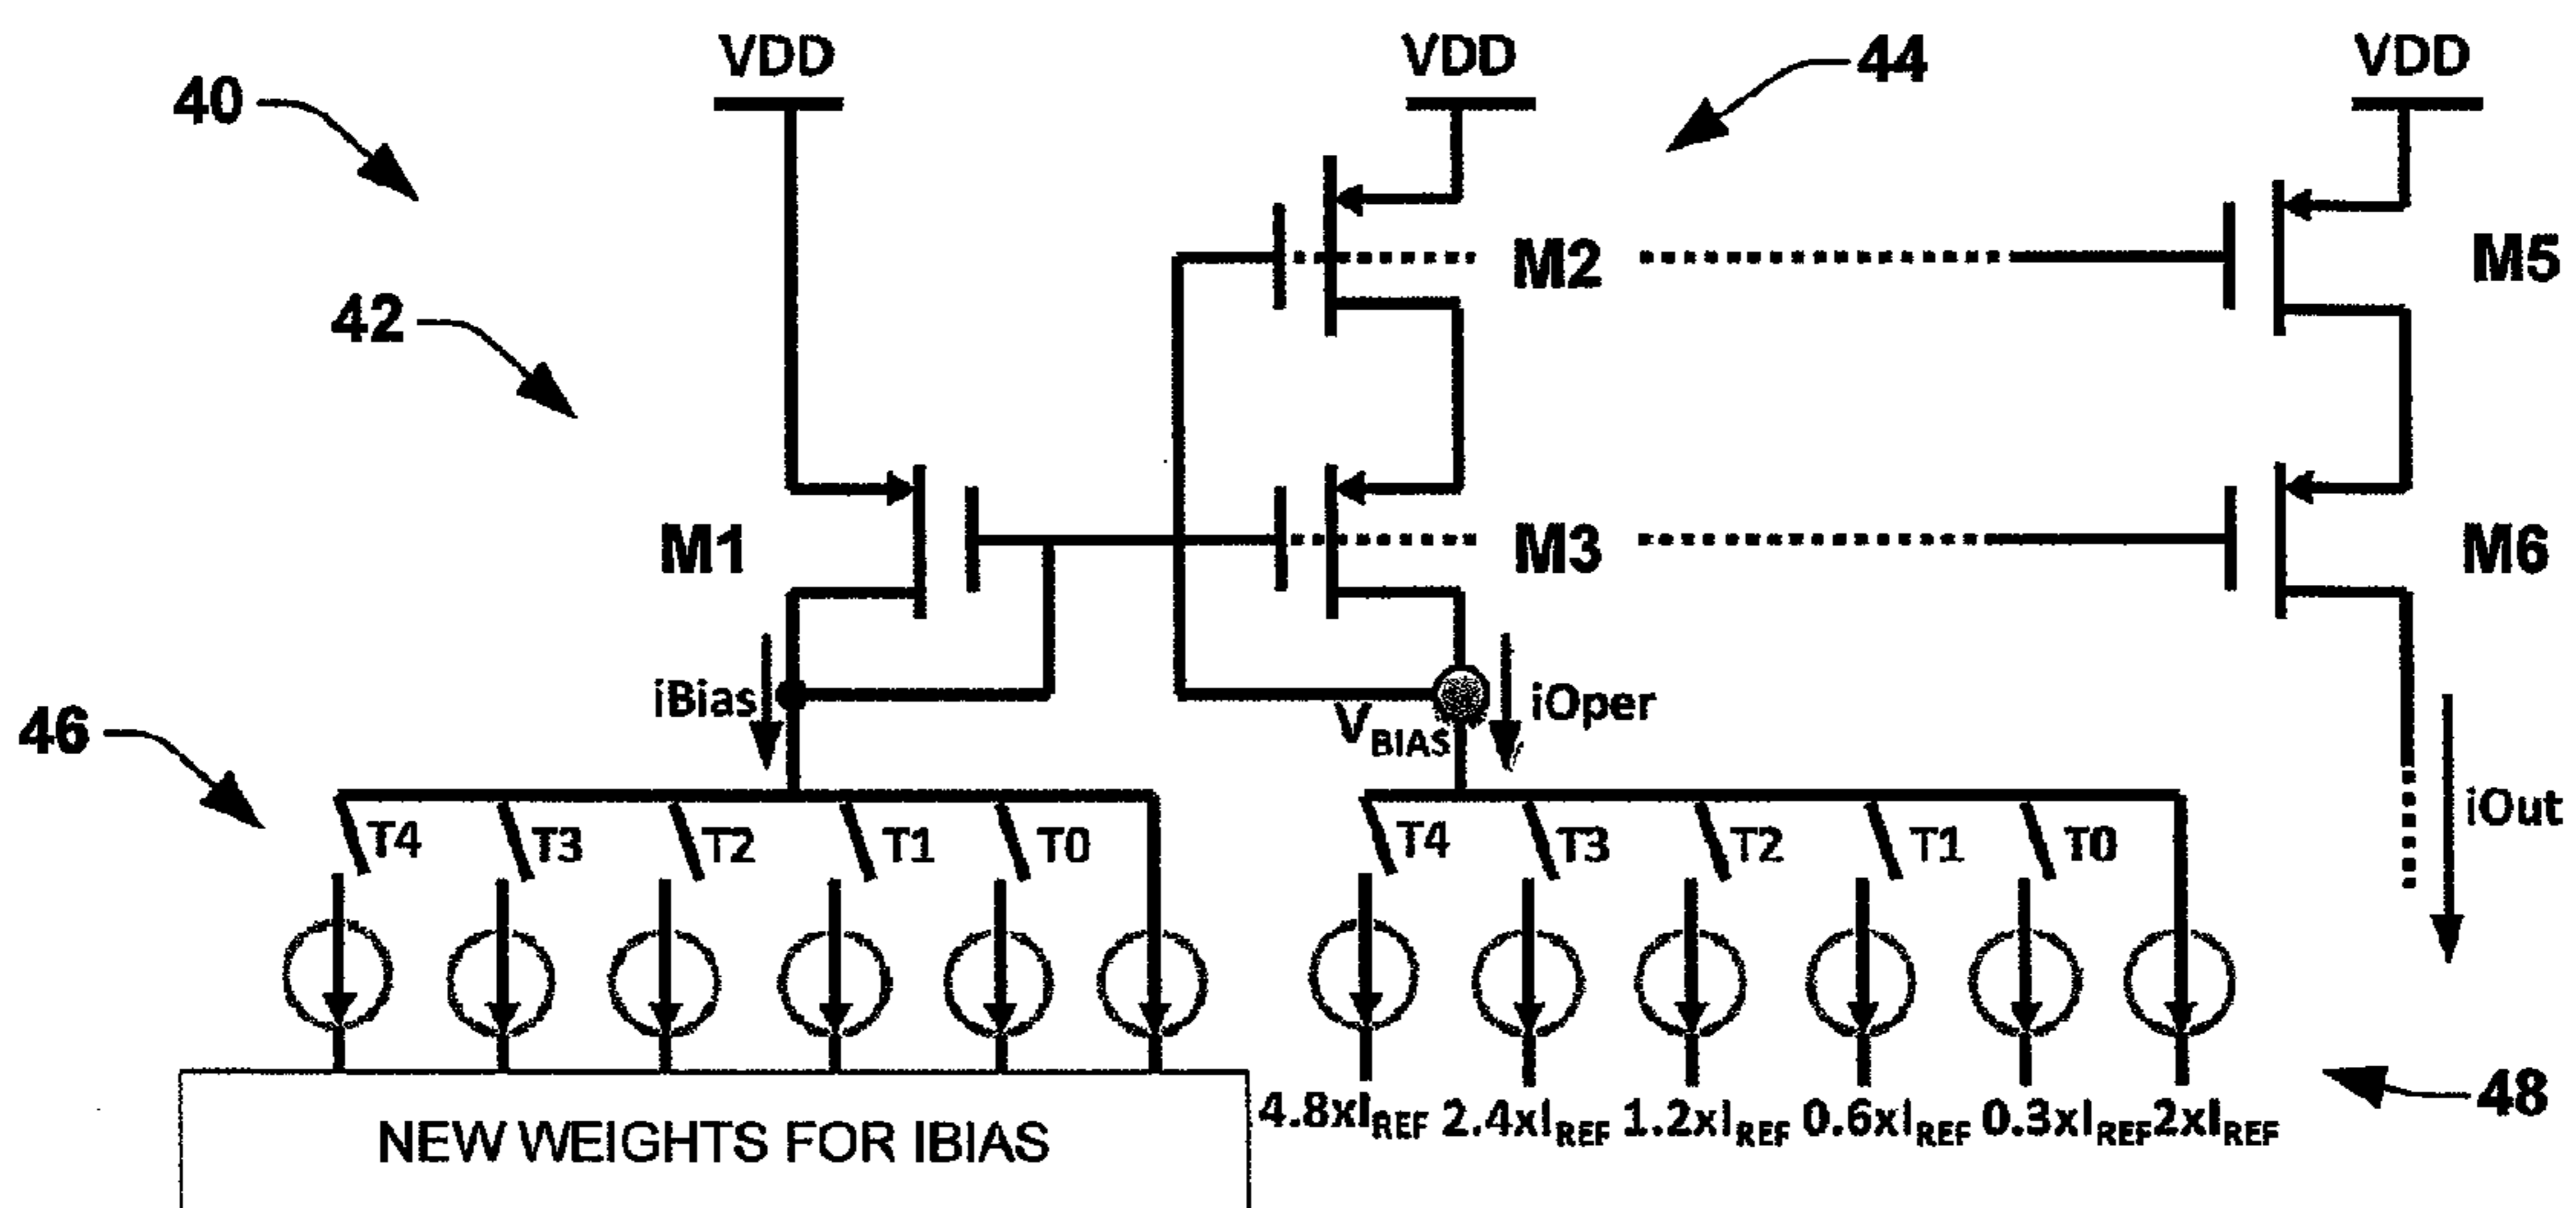 VDD VDD 44 VDD
40
M2 M5
42
M1 M3 M6
iBias VBIAS iOper
46
iOut
T4 T3 T2 T1 T0 T4 T3 T2 T1 T0
4.8xIREF 2.4xIREF 1.2xIREF 0.6xIREF 0.3xIREF 2xIREF
48
NEW WEIGHTS FOR IBIAS